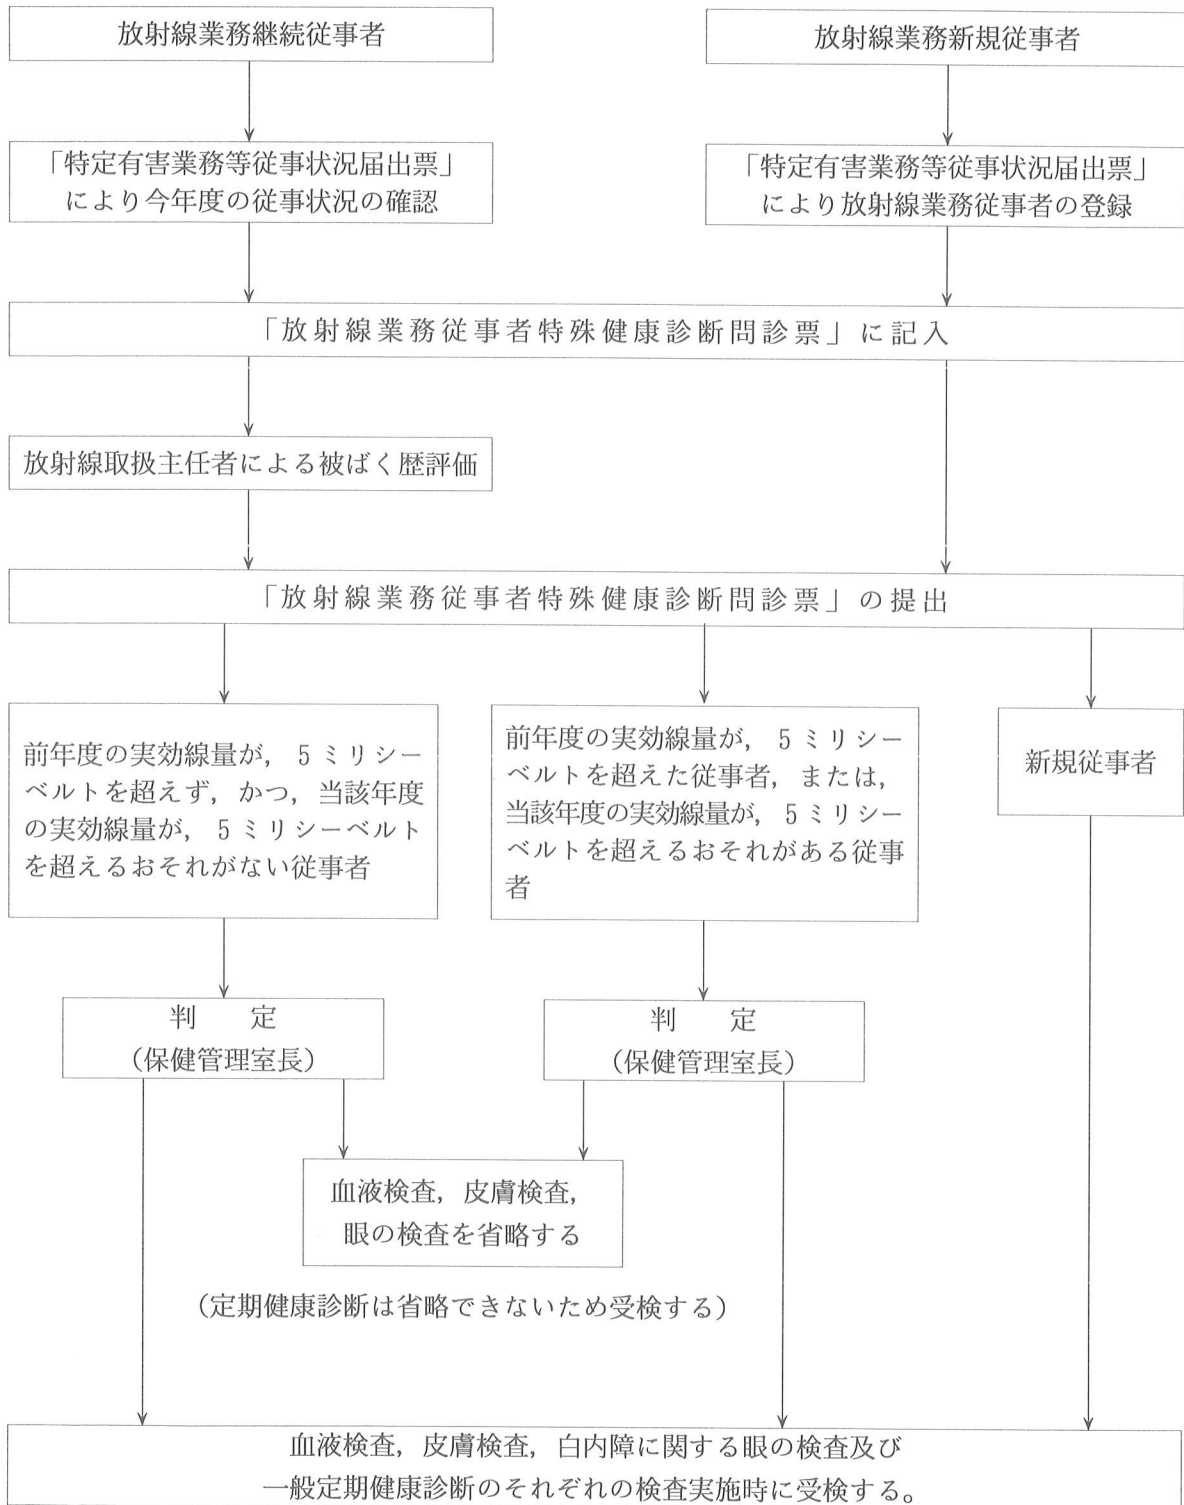 放射線業務継続従事者
放射線業務新規従事者
「特定有害業務等従事状況届出票」
により今年度の従事状況の確認
「特定有害業務等従事状況届出票」
により放射線業務従事者の登録
「放射線業務従事者特殊健康診断問診票」に記入
放射線取扱主任者による被ばく歴評価
「放射線業務従事者特殊健康診断問診票」の提出
前年度の実効線量が，5ミリシー
ベルトを超えず，かつ，当該年度
の実効線量が，5ミリシーベルト
を超えるおそれがない従事者
前年度の実効線量が，5ミリシー
ベルトを超えた従事者，または，
当該年度の実効線量が，5ミリシー
ベルトを超えるおそれがある従事
者
新規従事者
判　　定
（保健管理室長）
判　　定
（保健管理室長）
血液検査，皮膚検査，
眼の検査を省略する
（定期健康診断は省略できないため受検する）
血液検査，皮膚検査，白内障に関する眼の検査及び
一般定期健康診断のそれぞれの検査実施時に受検する。